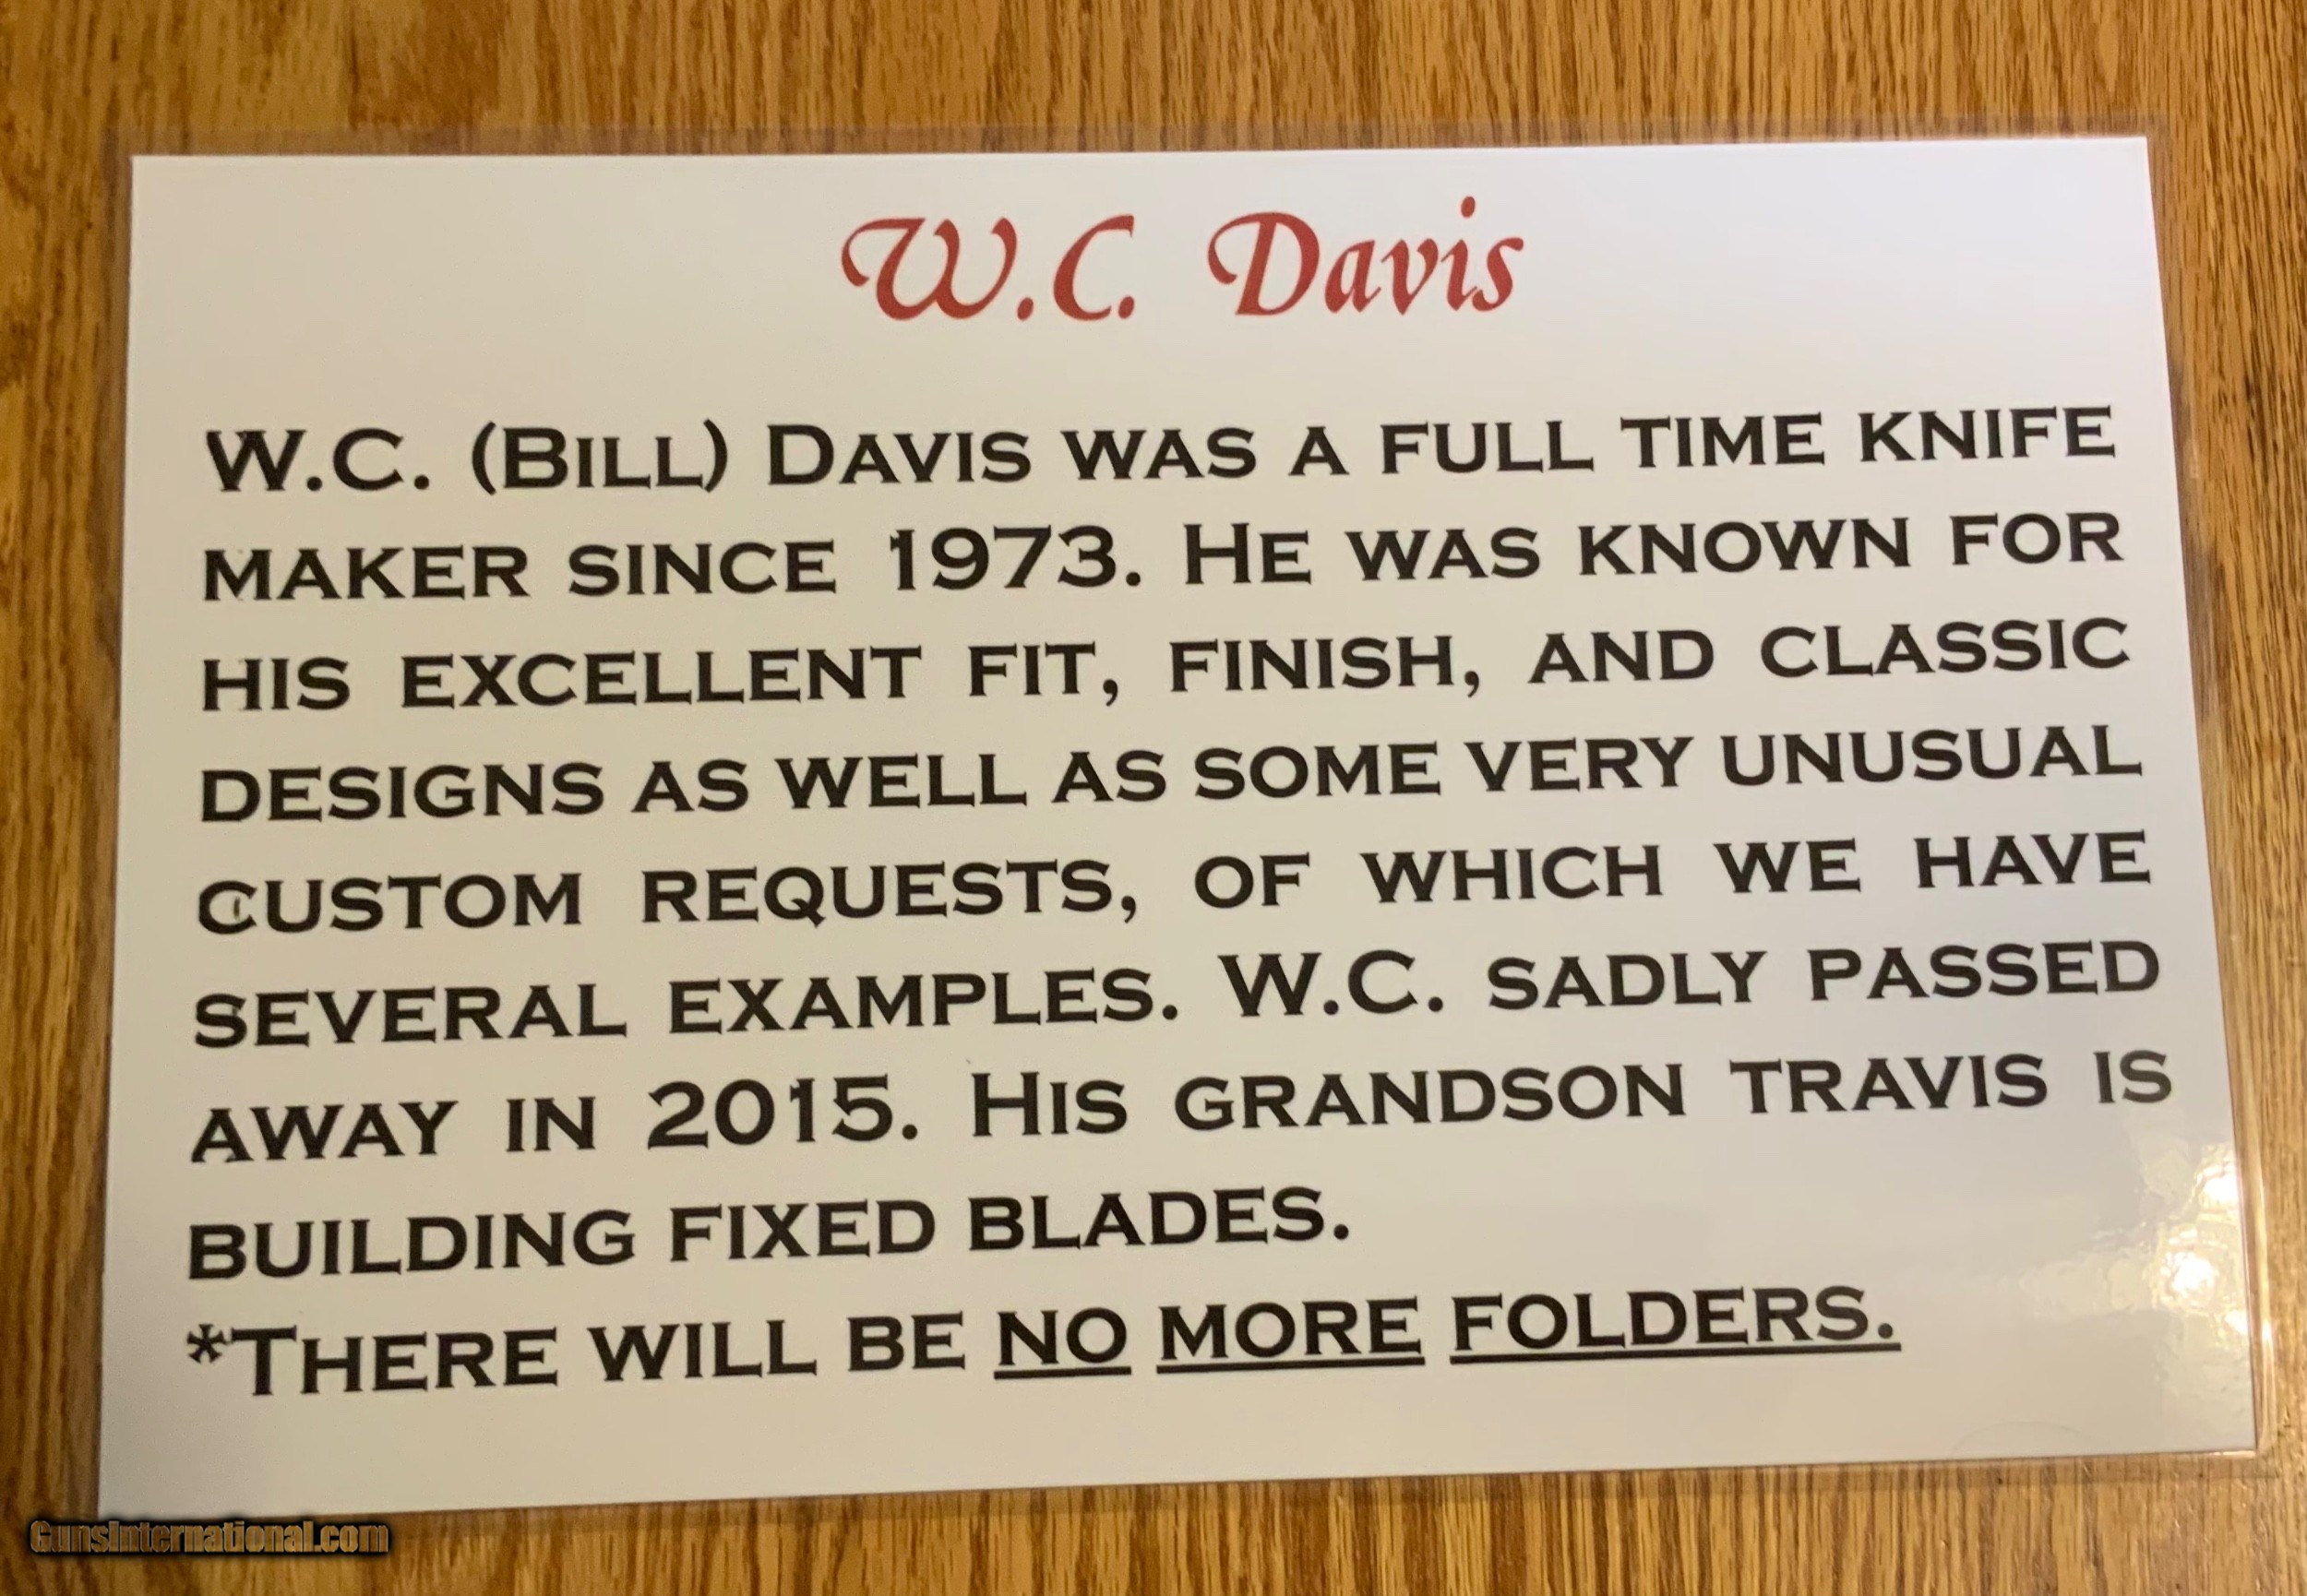 W.C. Davis
W.C. (Bill) Davis was a full time knife
maker since 1973. He was known for
his excellent fit, finish, and classic
designs as well as some very unusual
custom requests, of which we have
several examples. W.C. sadly passed
away in 2015. His grandson Travis is
building fixed blades.
*There will be no more folders.
GunsInternational.com